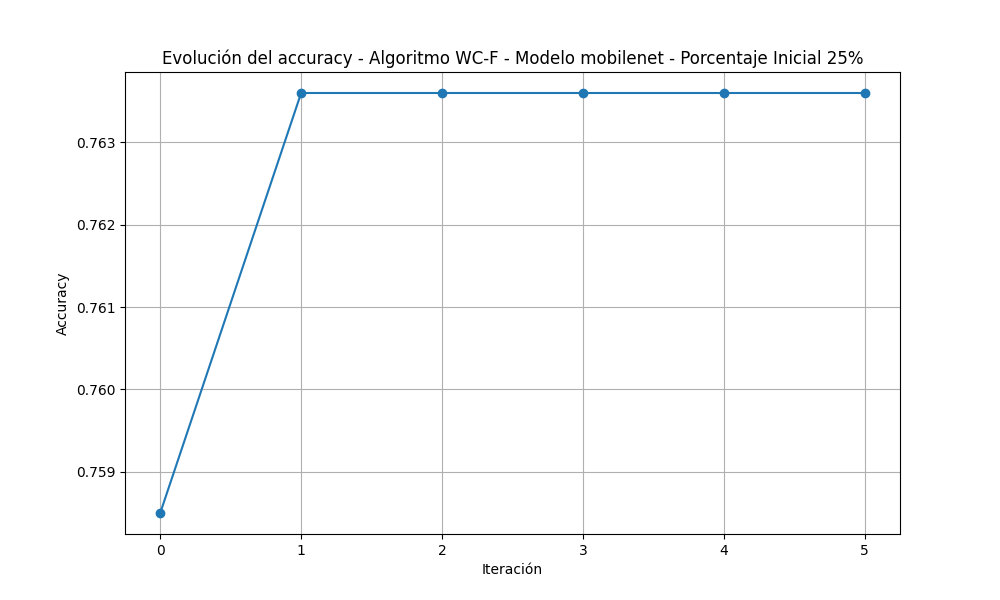 Evolución del accuracy - Algoritmo WC-F - Modelo mobilenet - Porcentaje Inicial 25%
Accuracy
0.763
0.762
0.761
0.760
0.759
0 1 2 3 4 5
Iteración